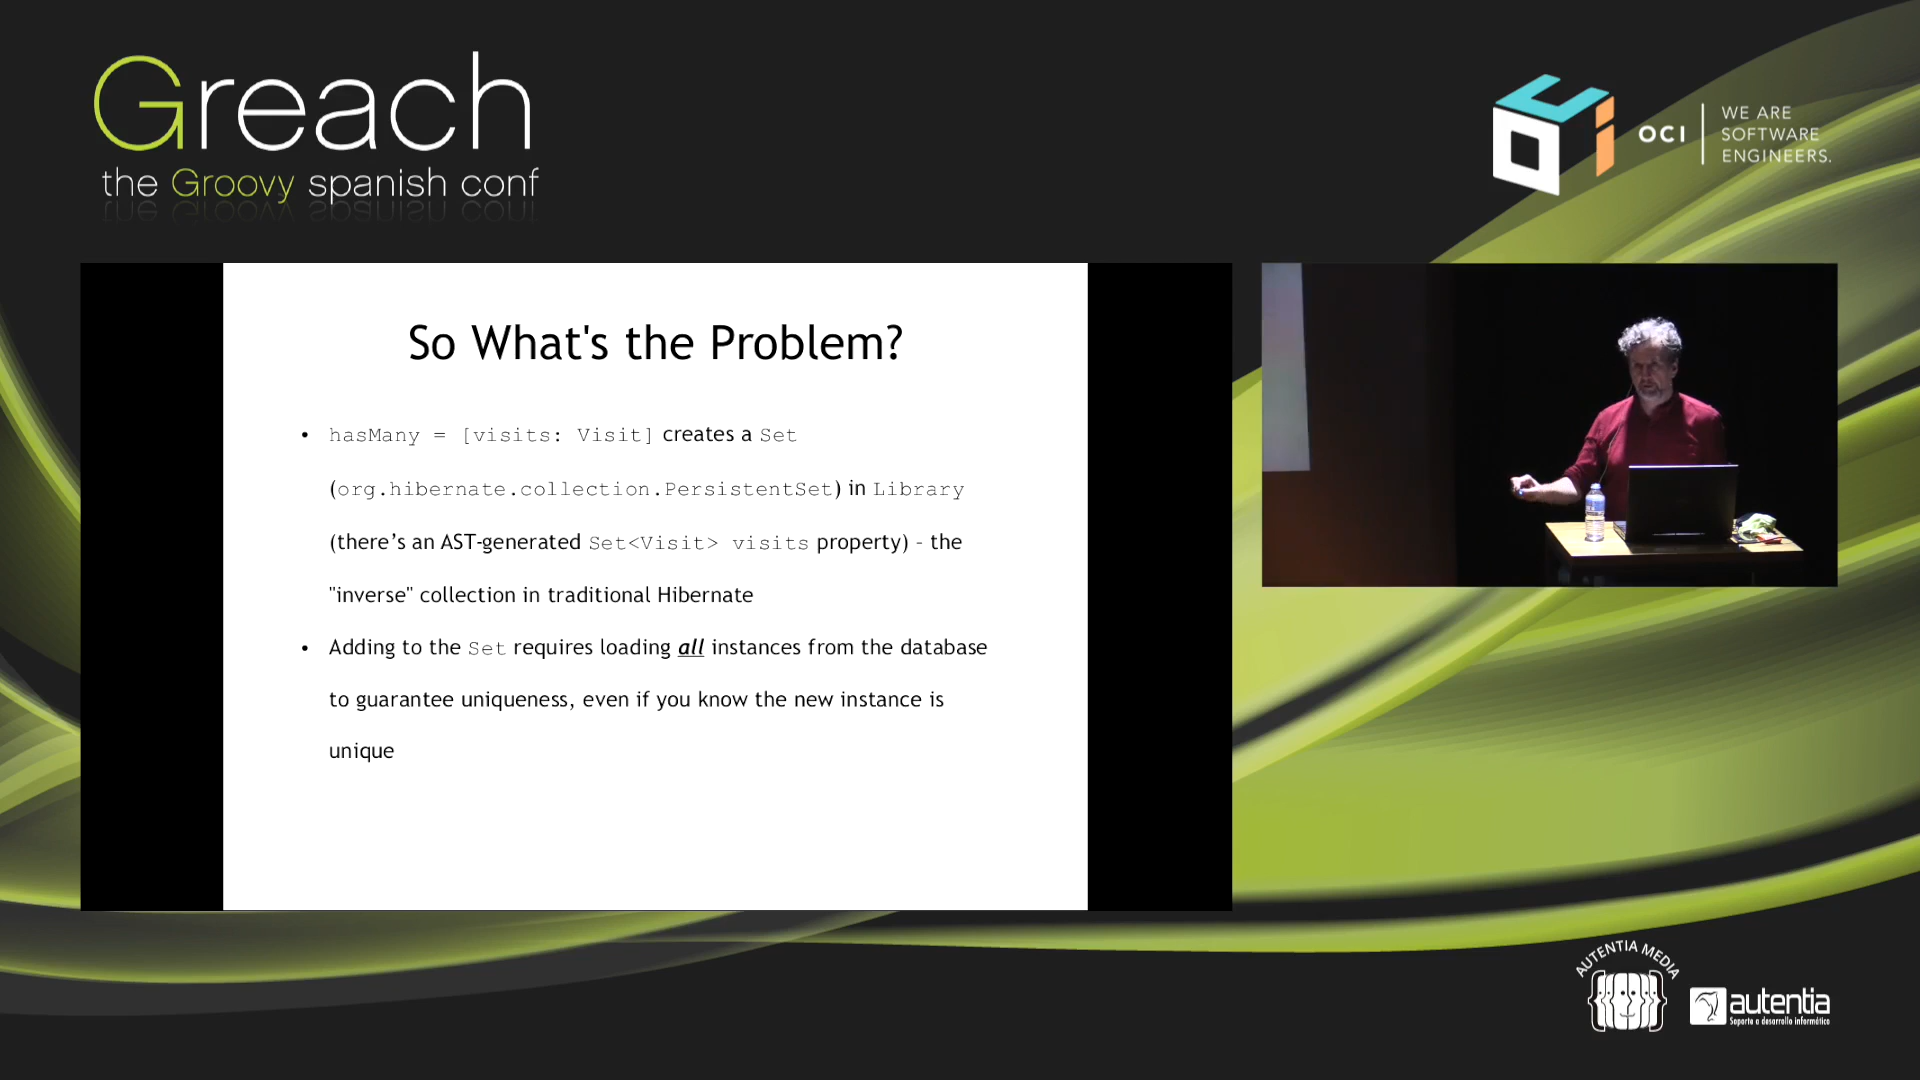 Greach
the Groovy spanish conf
OCI
WE ARE
SOFTWARE
ENGINEERS.
So What's the Problem?
• hasMany = [visits: Visit] creates a Set
(org.hibernate.collection.PersistentSet) in Library
(there’s an AST-generated Set<Visit> visits property) – the
"inverse" collection in traditional Hibernate
• Adding to the Set requires loading all instances from the database
to guarantee uniqueness, even if you know the new instance is
unique
AUTENTIA MEDIA
autentia
Soporte a desarrollo informático